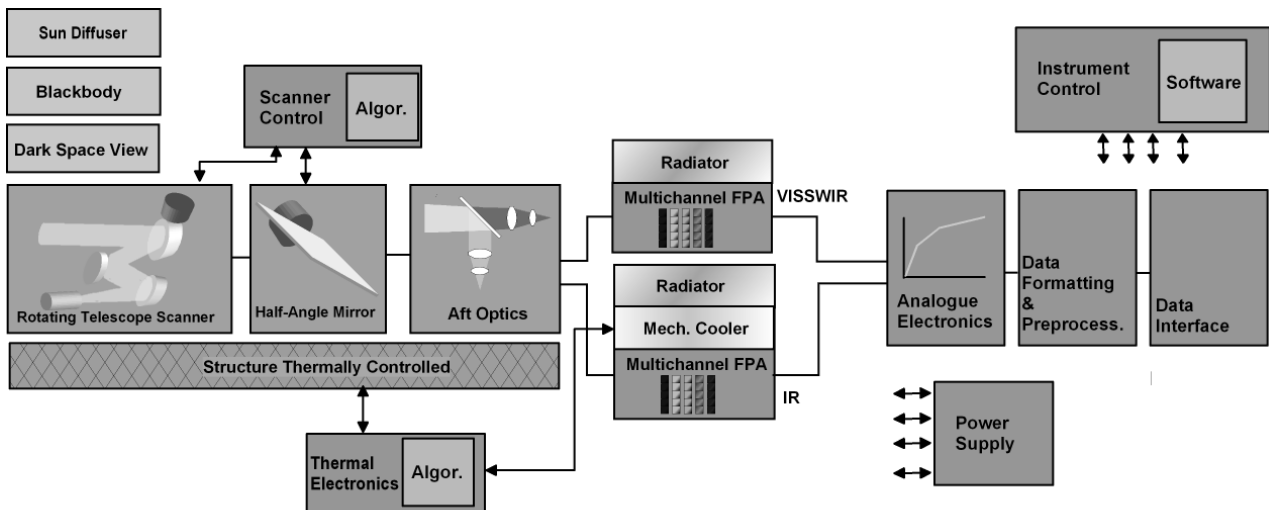 Sun Diffuser
Blackbody
Dark Space View
Scanner
Control
Algor.
Instrument
Control
Software
Rotating Telescope Scanner
Half-Angle Mirror
Aft Optics
Radiator
Multichannel FPA
VISSWIR
Radiator
Mech. Cooler
Multichannel FPA
IR
Analogue
Electronics
Data
Formatting
&
Preprocess.
Data
Interface
Structure Thermally Controlled
Thermal
Electronics
Algor.
Power
Supply